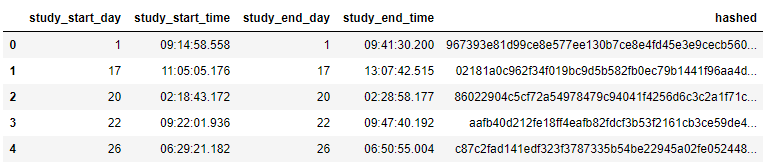 study_start_day study_start_time study_end_day study_end_time hashed
0 1 09:14:58.558 1 09:41:30.200 967393e81d99ce8e577ee130b7ce8e4fd45e3e9cecb560...
1 17 11:05:05.176 17 13:07:42.515 02181a0c962f34f019bc9d5b582fb0ec79b1441f96aa4d...
2 20 02:18:43.172 20 02:28:58.177 86022904c5cf72a54978479c94041f4256d6c3c2a1f71c...
3 22 09:22:01.936 22 09:47:40.192 aafb40d212fe18ff4eafb82fdcf3b53f2161cb3ce59de4...
4 26 06:29:21.182 26 06:50:55.004 c87c2fad141edf323f3787335b54be22945a02fe052448...